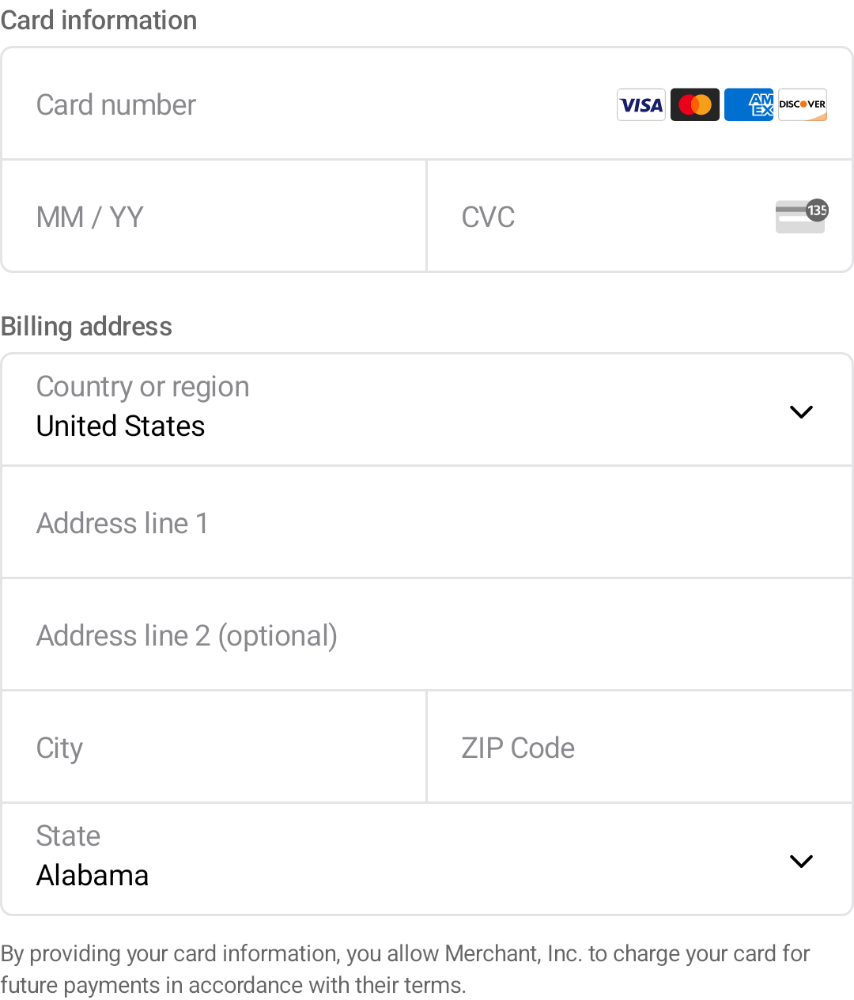 Card information
Card number VISA AM EX DISCOVER
MM / YY CVC 135
Billing address
Country or region
United States
Address line 1
Address line 2 (optional)
City ZIP Code
State
Alabama
By providing your card information, you allow Merchant, Inc. to charge your card for
future payments in accordance with their terms.